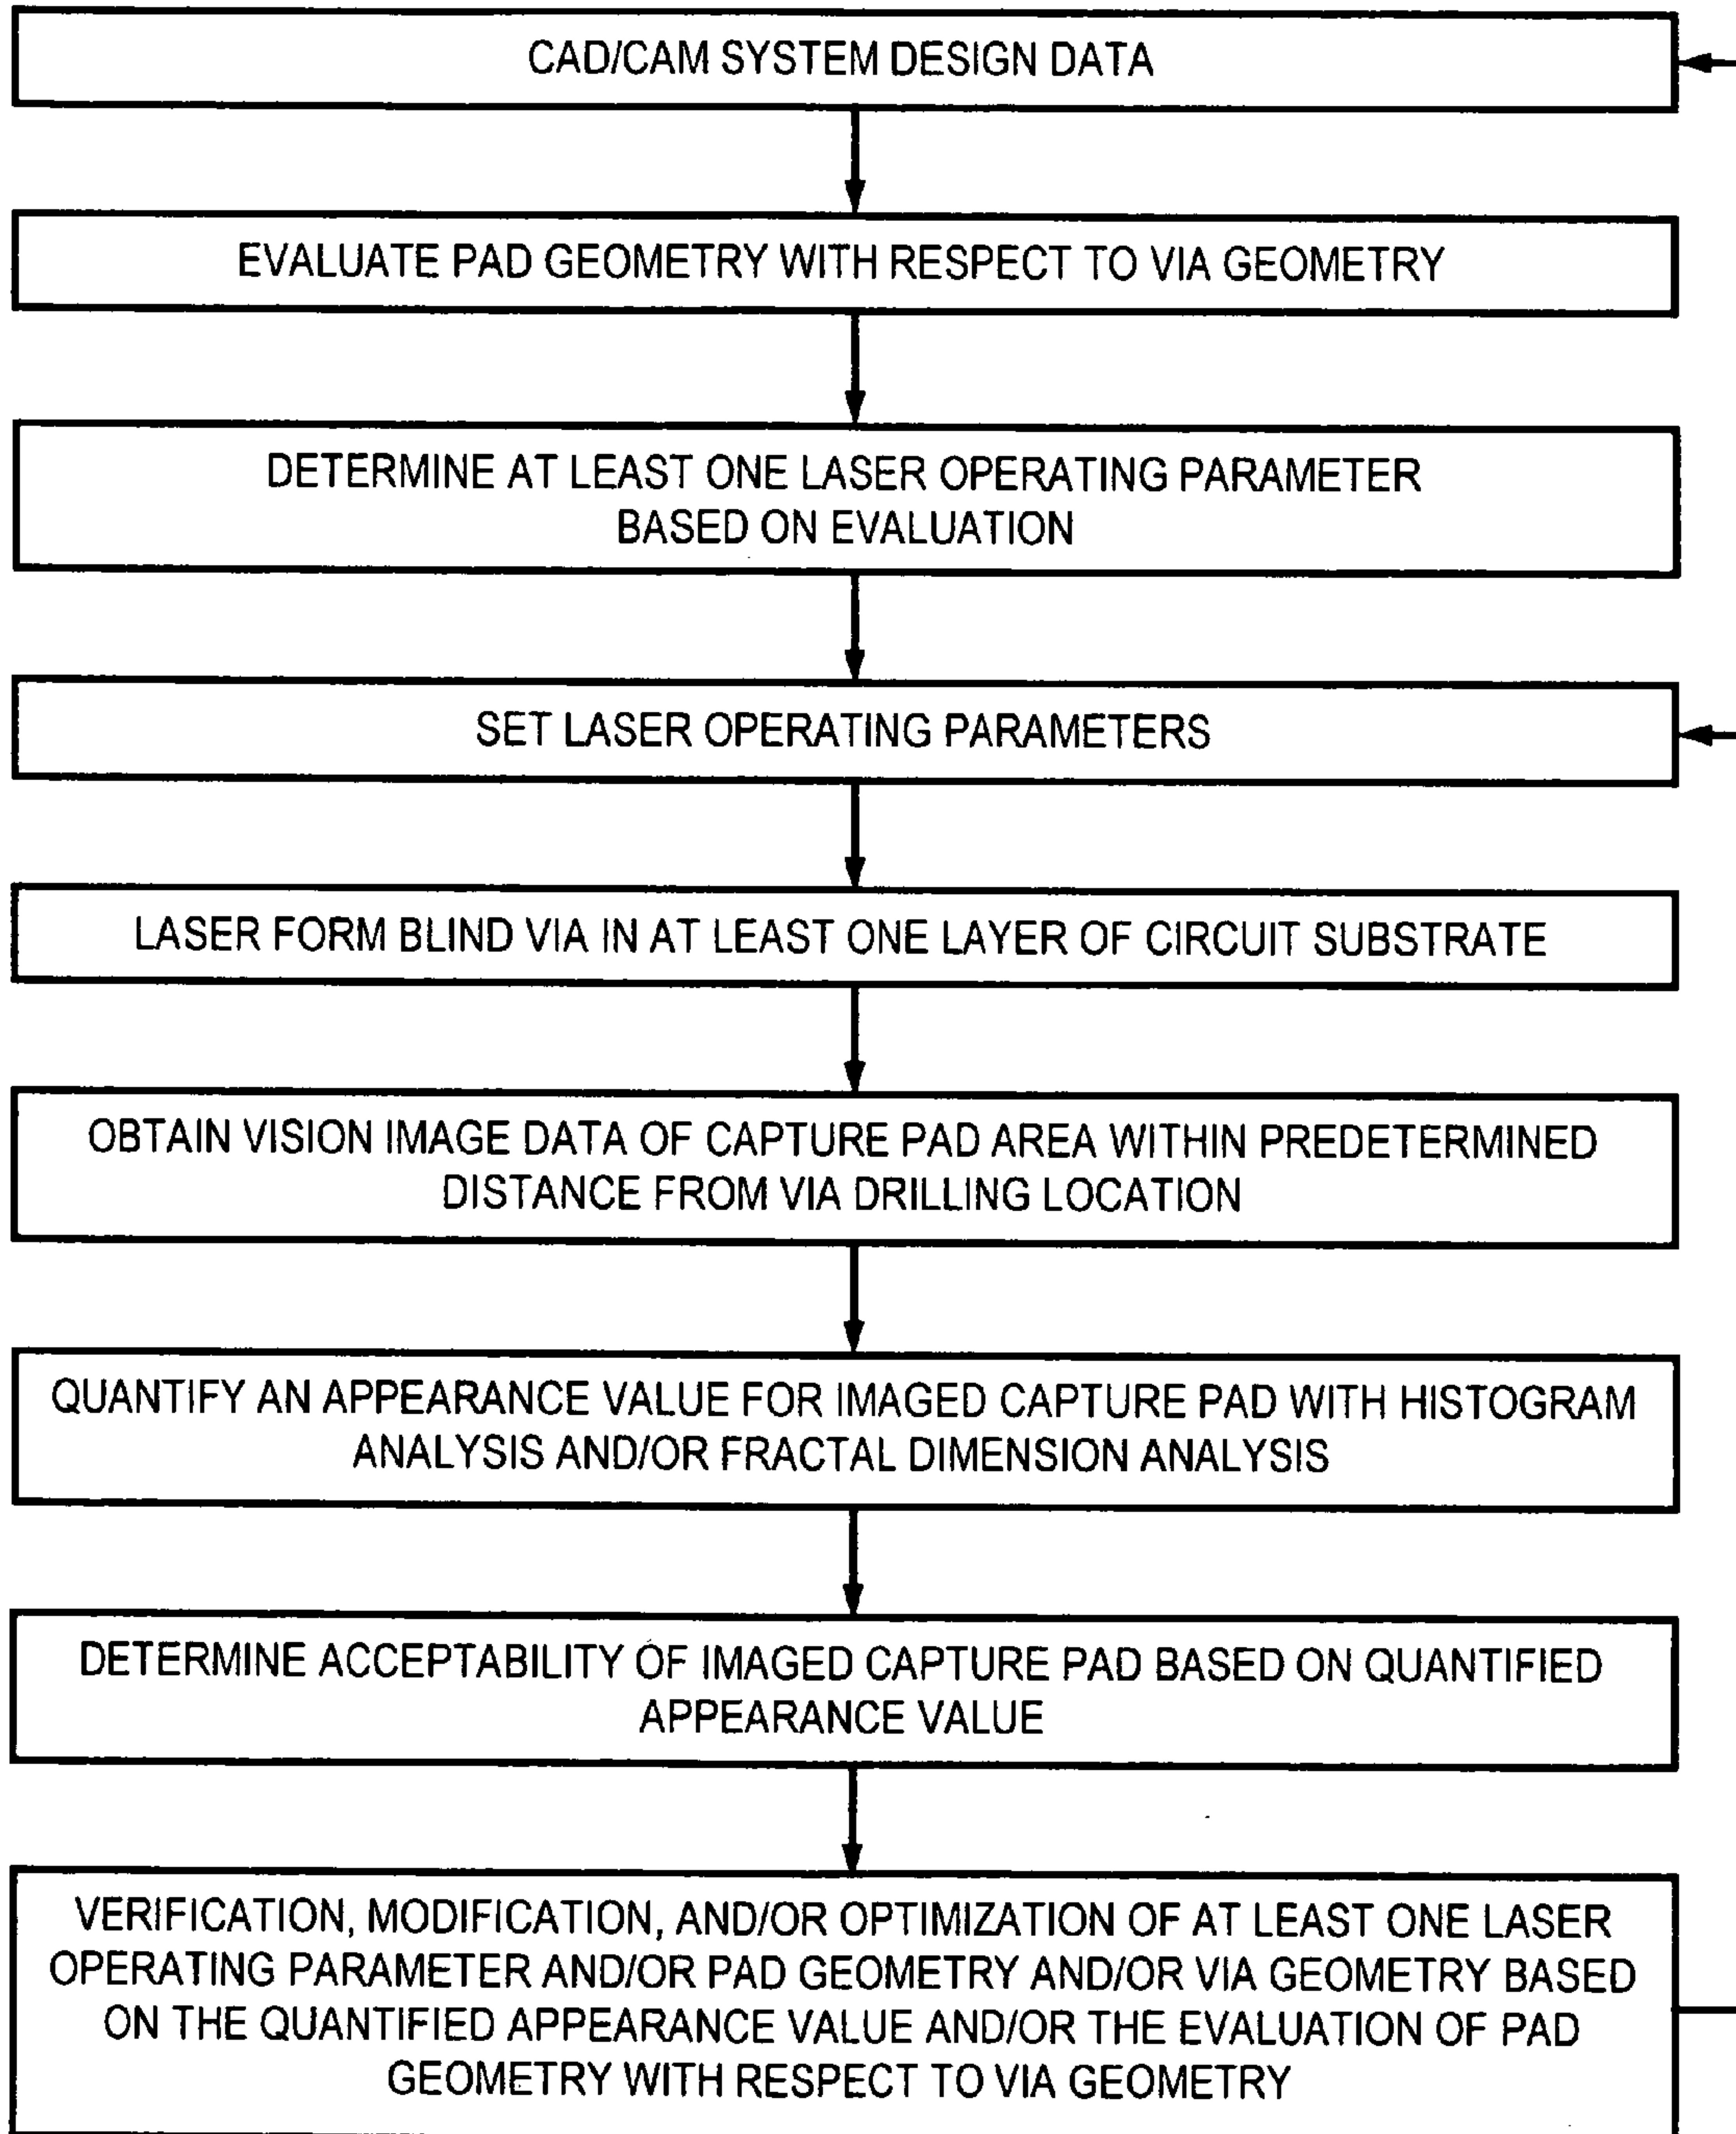 CAD/CAM SYSTEM DESIGN DATA
EVALUATE PAD GEOMETRY WITH RESPECT TO VIA GEOMETRY
DETERMINE AT LEAST ONE LASER OPERATING PARAMETER
BASED ON EVALUATION
SET LASER OPERATING PARAMETERS
LASER FORM BLIND VIA IN AT LEAST ONE LAYER OF CIRCUIT SUBSTRATE
OBTAIN VISION IMAGE DATA OF CAPTURE PAD AREA WITHIN PREDETERMINED
DISTANCE FROM VIA DRILLING LOCATION
QUANTIFY AN APPEARANCE VALUE FOR IMAGED CAPTURE PAD WITH HISTOGRAM
ANALYSIS AND/OR FRACTAL DIMENSION ANALYSIS
DETERMINE ACCEPTABILITY OF IMAGED CAPTURE PAD BASED ON QUANTIFIED
APPEARANCE VALUE
VERIFICATION, MODIFICATION, AND/OR OPTIMIZATION OF AT LEAST ONE LASER
OPERATING PARAMETER AND/OR PAD GEOMETRY AND/OR VIA GEOMETRY BASED
ON THE QUANTIFIED APPEARANCE VALUE AND/OR THE EVALUATION OF PAD
GEOMETRY WITH RESPECT TO VIA GEOMETRY